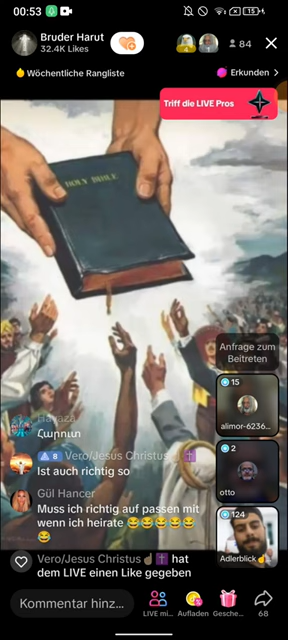 00:53
15
Bruder Harut
32.4K Likes
84
Wöchentliche Rangliste
Erkunden >
Triff die LIVE Pros
HOLY BIBLE
Anfrage zum
Beitreten
15
alimor-6236...
2
otto
124
Adlerblick
Հարութ
8 Vero/Jesus Christus
Ist auch richtig so
Gül Hancer
Muss ich richtig auf passen mit
wenn ich heirate 😂😂😂😂😂
😂
Vero/Jesus Christus hat
dem LIVE einen Like gegeben
Kommentar hinz...
LIVE mi...
Aufladen
Gesche...
68